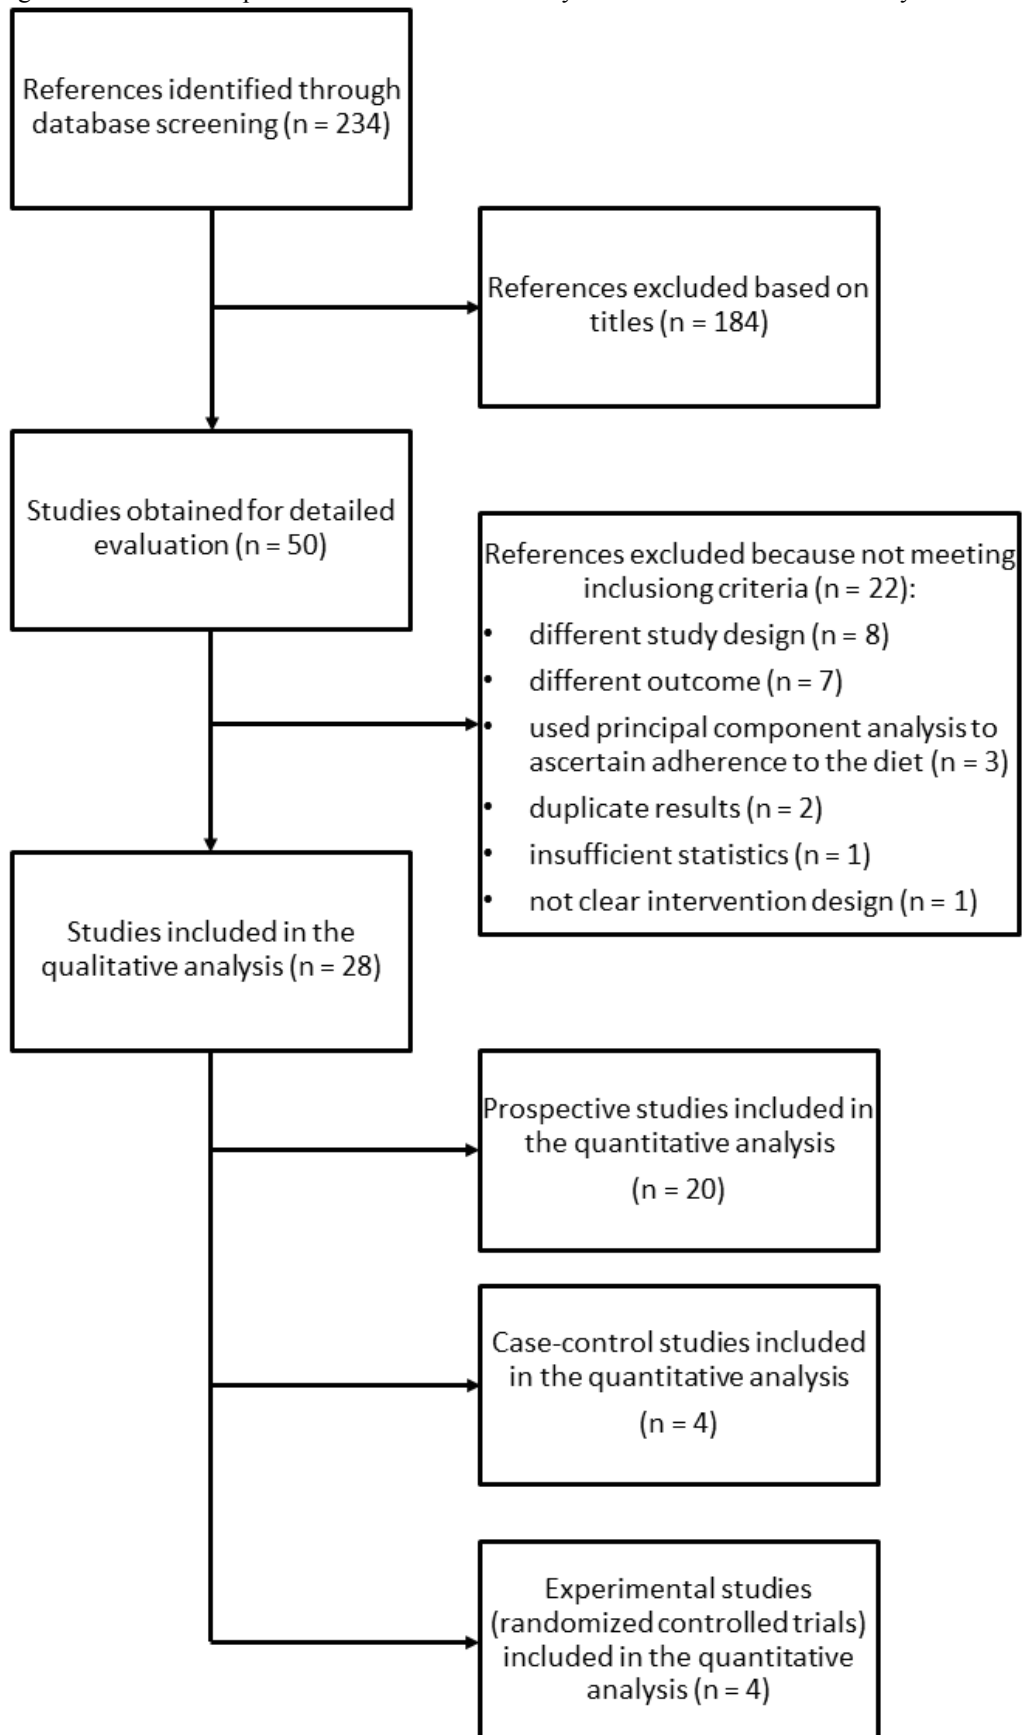 References identified through
database screening (n = 234)
References excluded based on
titles (n = 184)
Studies obtained for detailed
evaluation (n = 50)
References excluded because not meeting
inclusiong criteria (n = 22):
• different study design (n = 8)
• different outcome (n = 7)
• used principal component analysis to
ascertain adherence to the diet (n = 3)
• duplicate results (n = 2)
• insufficient statistics (n = 1)
• not clear intervention design (n = 1)
Studies included in the
qualitative analysis (n = 28)
Prospective studies included in
the quantitative analysis
(n = 20)
Case-control studies included
in the quantitative analysis
(n = 4)
Experimental studies
(randomized controlled trials)
included in the quantitative
analysis (n = 4)